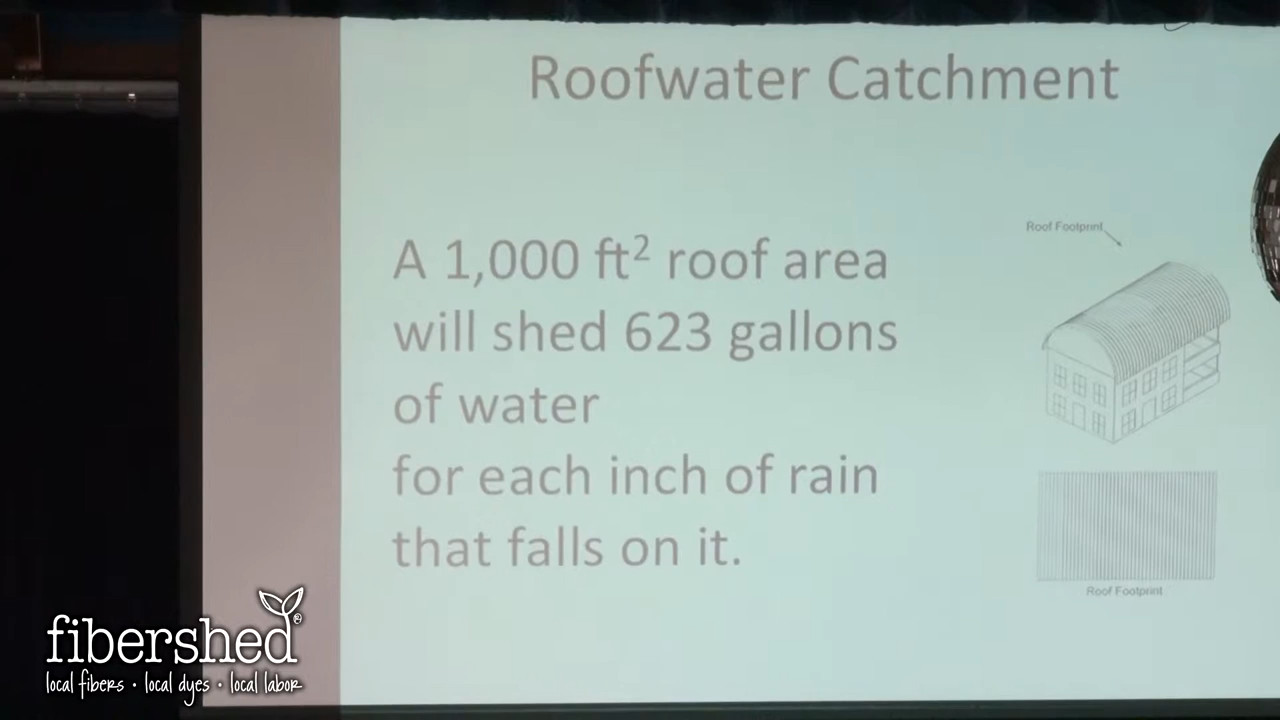 Roofwater Catchment
Roof Footprint
A 1,000 ft² roof area
will shed 623 gallons
of water
for each inch of rain
that falls on it.
Roof Footprint
fibershed®
local fibers · local dyes · local labor